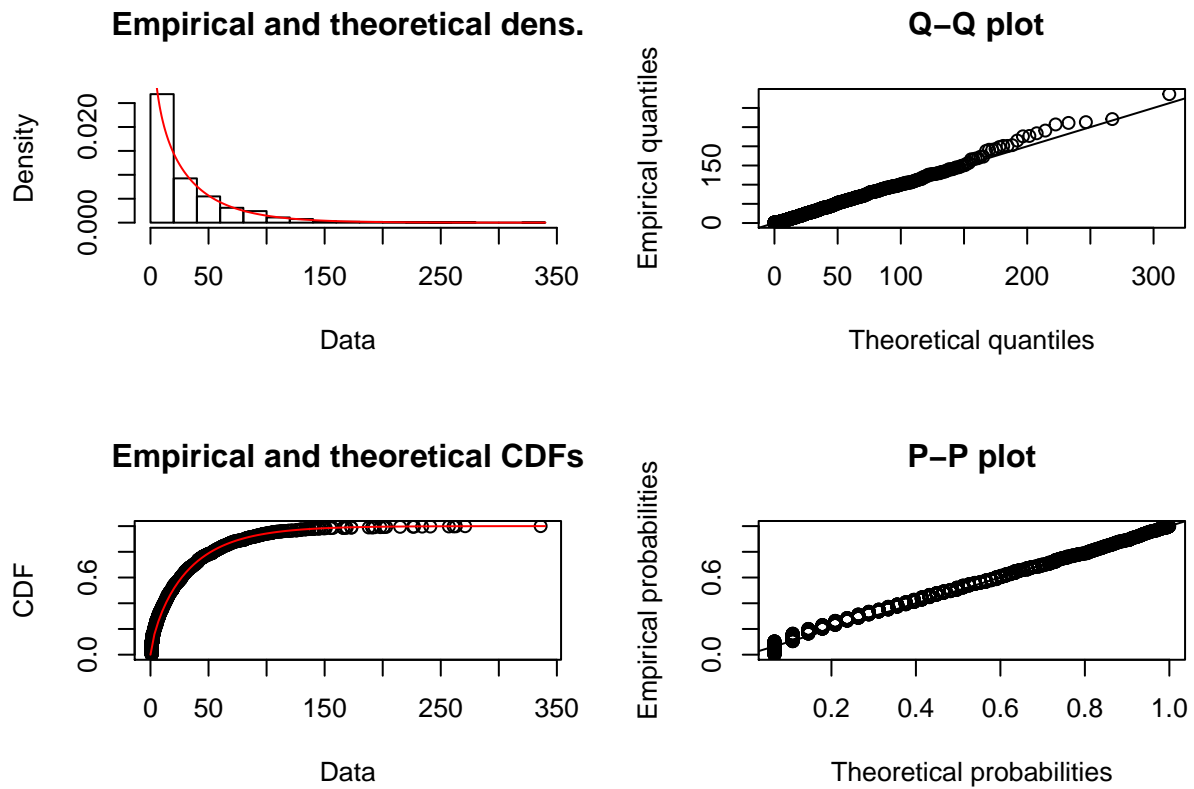 Empirical and theoretical dens.
Density
0.000 0.020
0 50 150 250 350
Data
Q−Q plot
Empirical quantiles
0 150
0 50 100 200 300
Theoretical quantiles
Empirical and theoretical CDFs
CDF
0.0 0.6
0 50 150 250 350
Data
P−P plot
Empirical probabilities
0.0 0.6
0.2 0.4 0.6 0.8 1.0
Theoretical probabilities